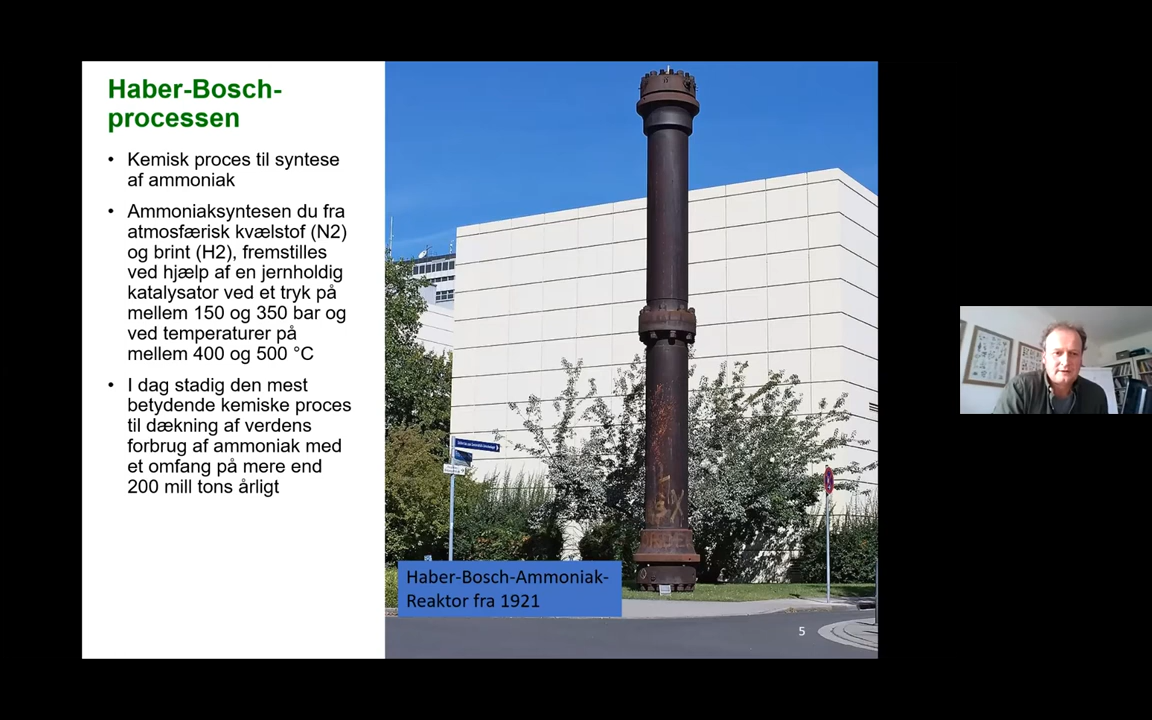 Haber-Bosch-
processen
• Kemisk proces til syntese
af ammoniak
• Ammoniaksyntesen du fra
atmosfærisk kvælstof (N2)
og brint (H2), fremstilles
ved hjælp af en jernholdig
katalysator ved et tryk på
mellem 150 og 350 bar og
ved temperaturer på
mellem 400 og 500 °C
• I dag stadig den mest
betydende kemiske proces
til dækning af verdens
forbrug af ammoniak med
et omfang på mere end
200 mill tons årligt
Haber-Bosch-Ammoniak-
Reaktor fra 1921
5